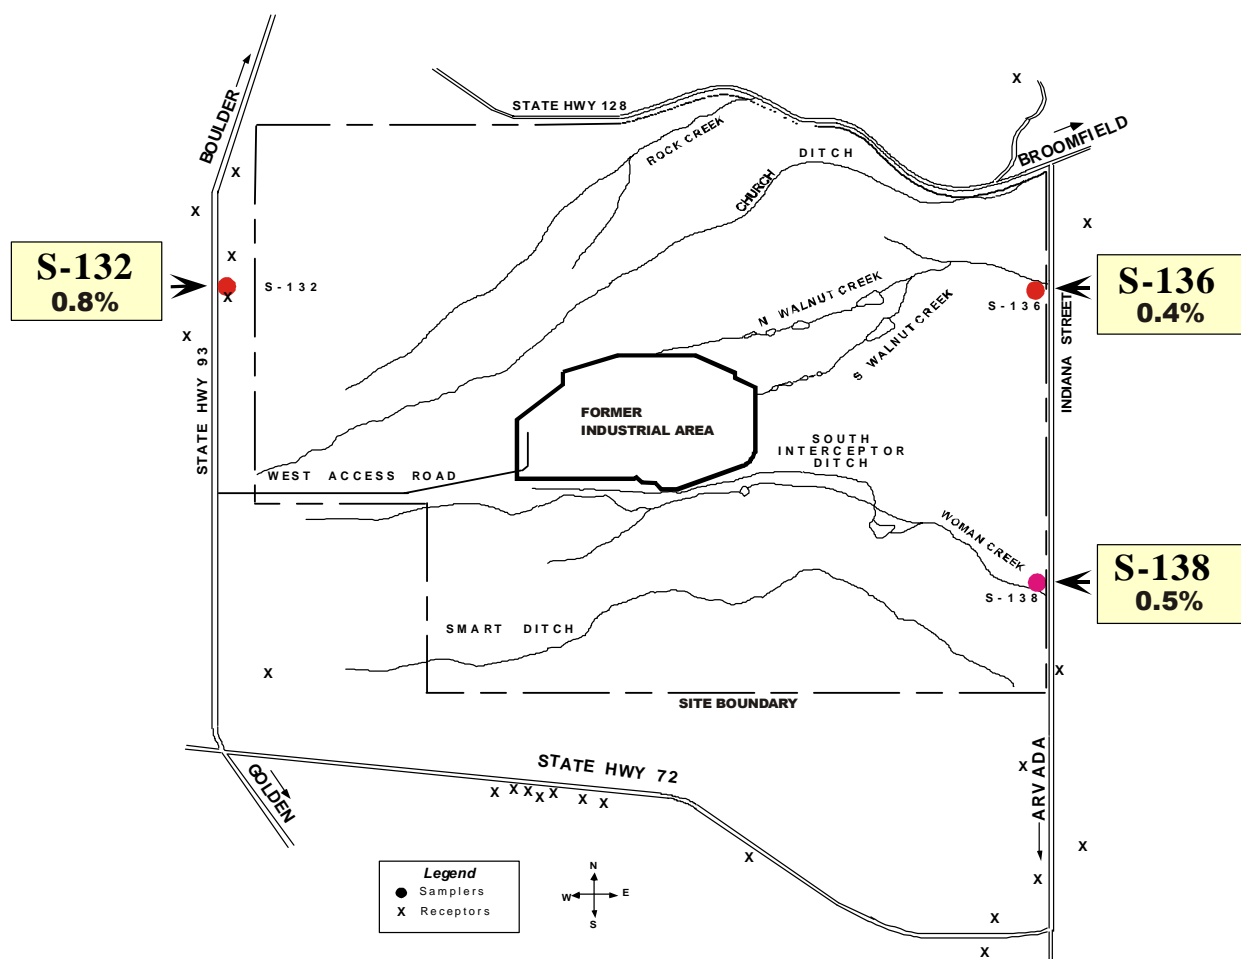 STATE HWY 128
BOULDER
BROOMFIELD
ROCK CREEK
DITCH
CHURCH
X
X
X
X
X
S-132
0.8%
S-132
X
X
N WALNUT CREEK
S-136
S-136
0.4%
S WALNUT CREEK
INDIANA STREET
STATE HWY 93
FORMER
INDUSTRIAL AREA
SOUTH
INTERCEPTOR
DITCH
WEST ACCESS ROAD
WOMAN CREEK
S-138
S-138
0.5%
SMART DITCH
X
X
SITE BOUNDARY
STATE HWY 72
GOLDEN
ARVADA
X
X X X X X X X
X
X
X
X
X
Legend
Samplers
X Receptors
N
W E
S